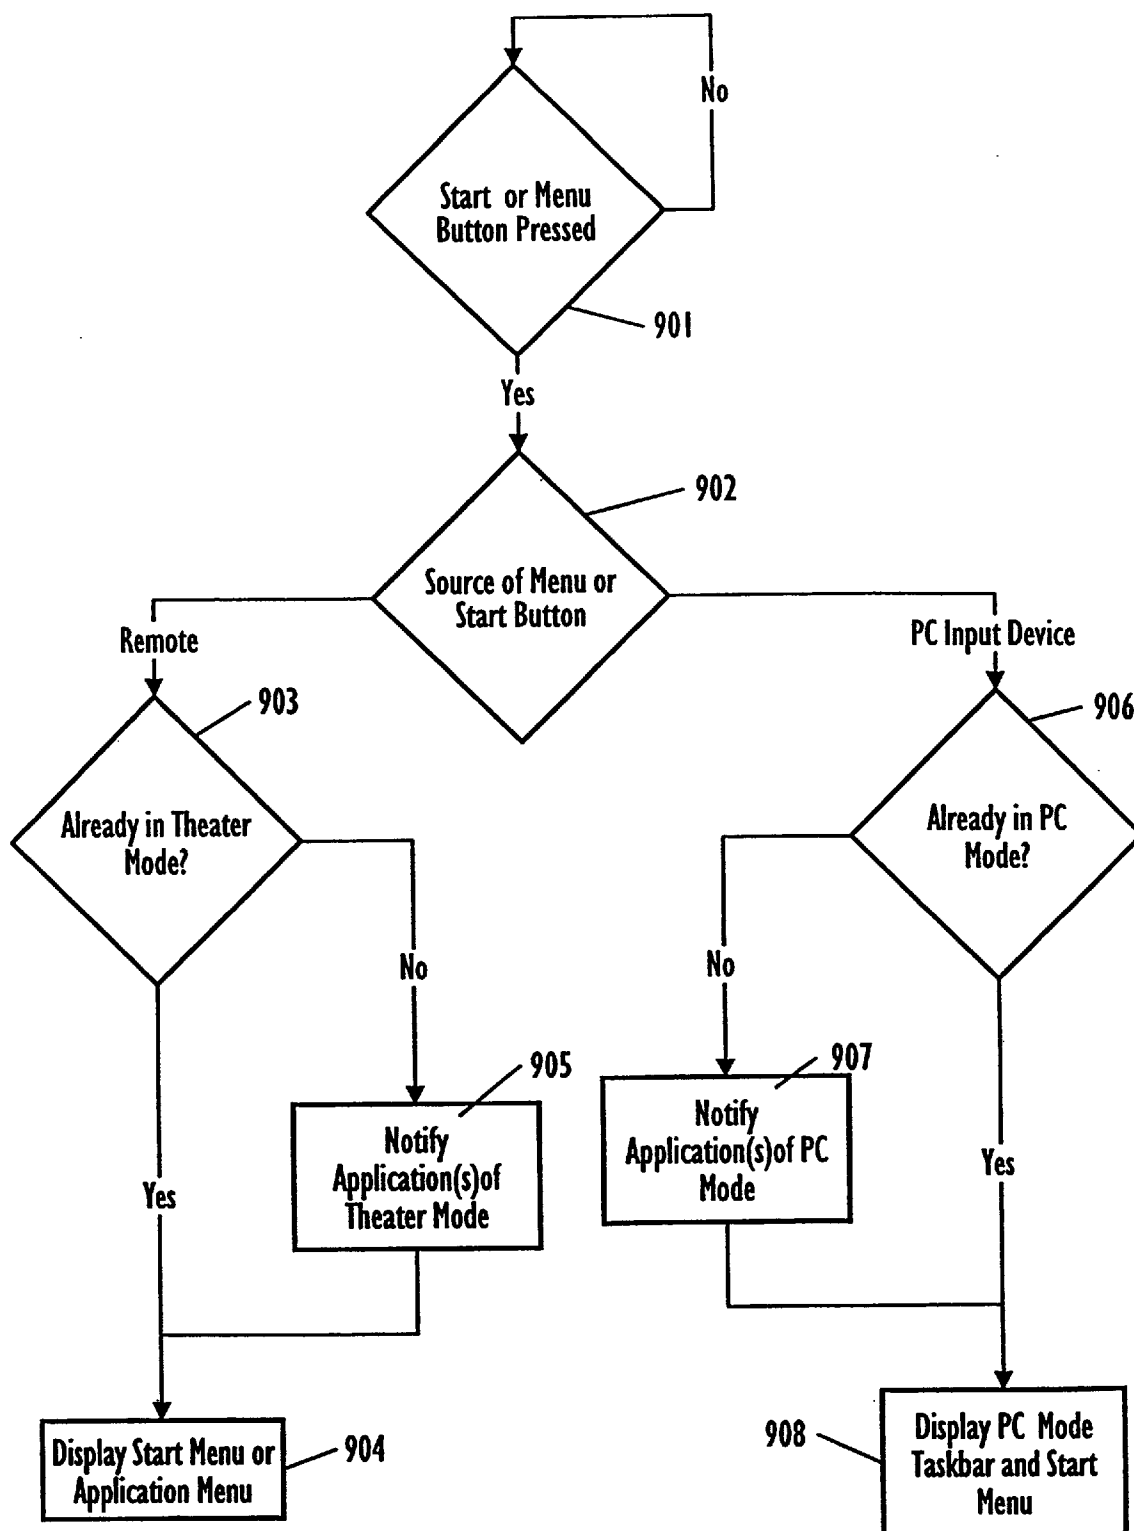 No
Start or Menu
Button Pressed
901
Yes
902
Source of Menu or
Start Button
Remote
PC Input Device
903
906
Already in Theater
Mode?
Already in PC
Mode?
No
No
905
907
Notify
Application(s)of
Theater Mode
Notify
Application(s)of PC
Mode
Yes
Yes
Display Start Menu or
Application Menu
904
908
Display PC Mode
Taskbar and Start
Menu